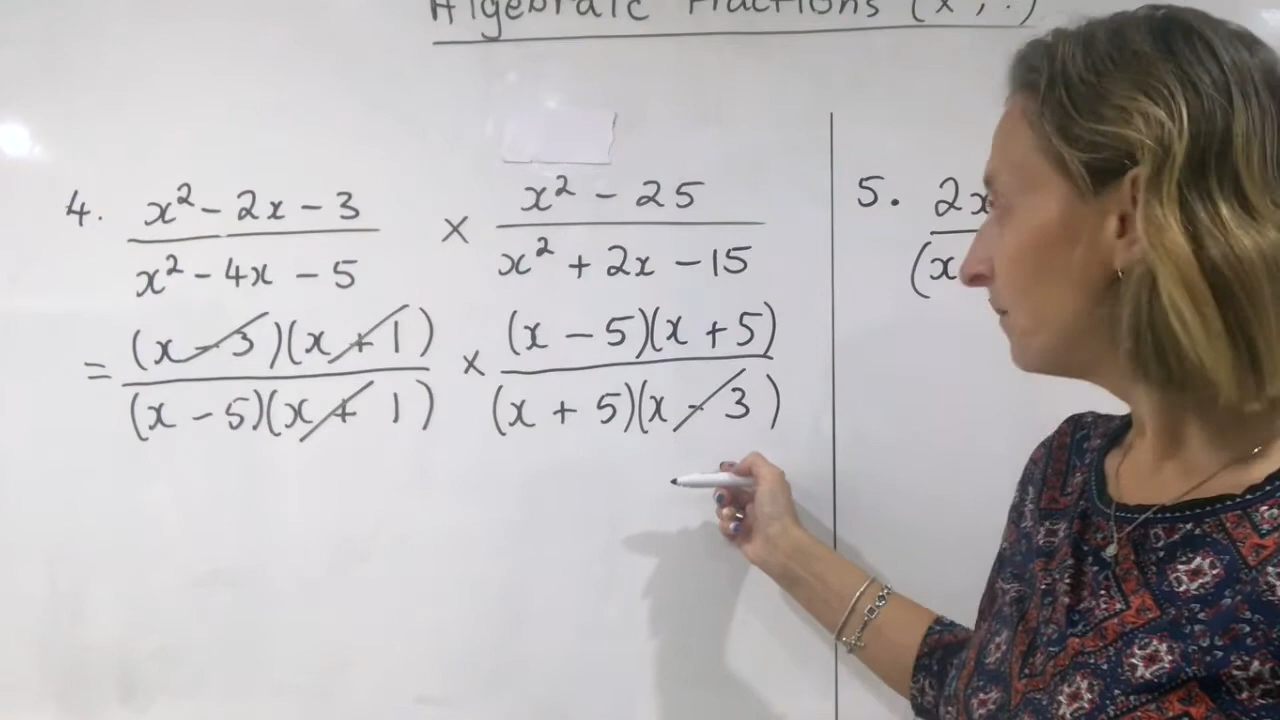 Algebraic Fractions (×, ÷)
4. x² - 2x - 3 / x² - 4x - 5 × x² - 25 / x² + 2x - 15
= (x - 3)(x + 1) / (x - 5)(x + 1) × (x - 5)(x + 5) / (x + 5)(x - 3)
5. 2x
(x